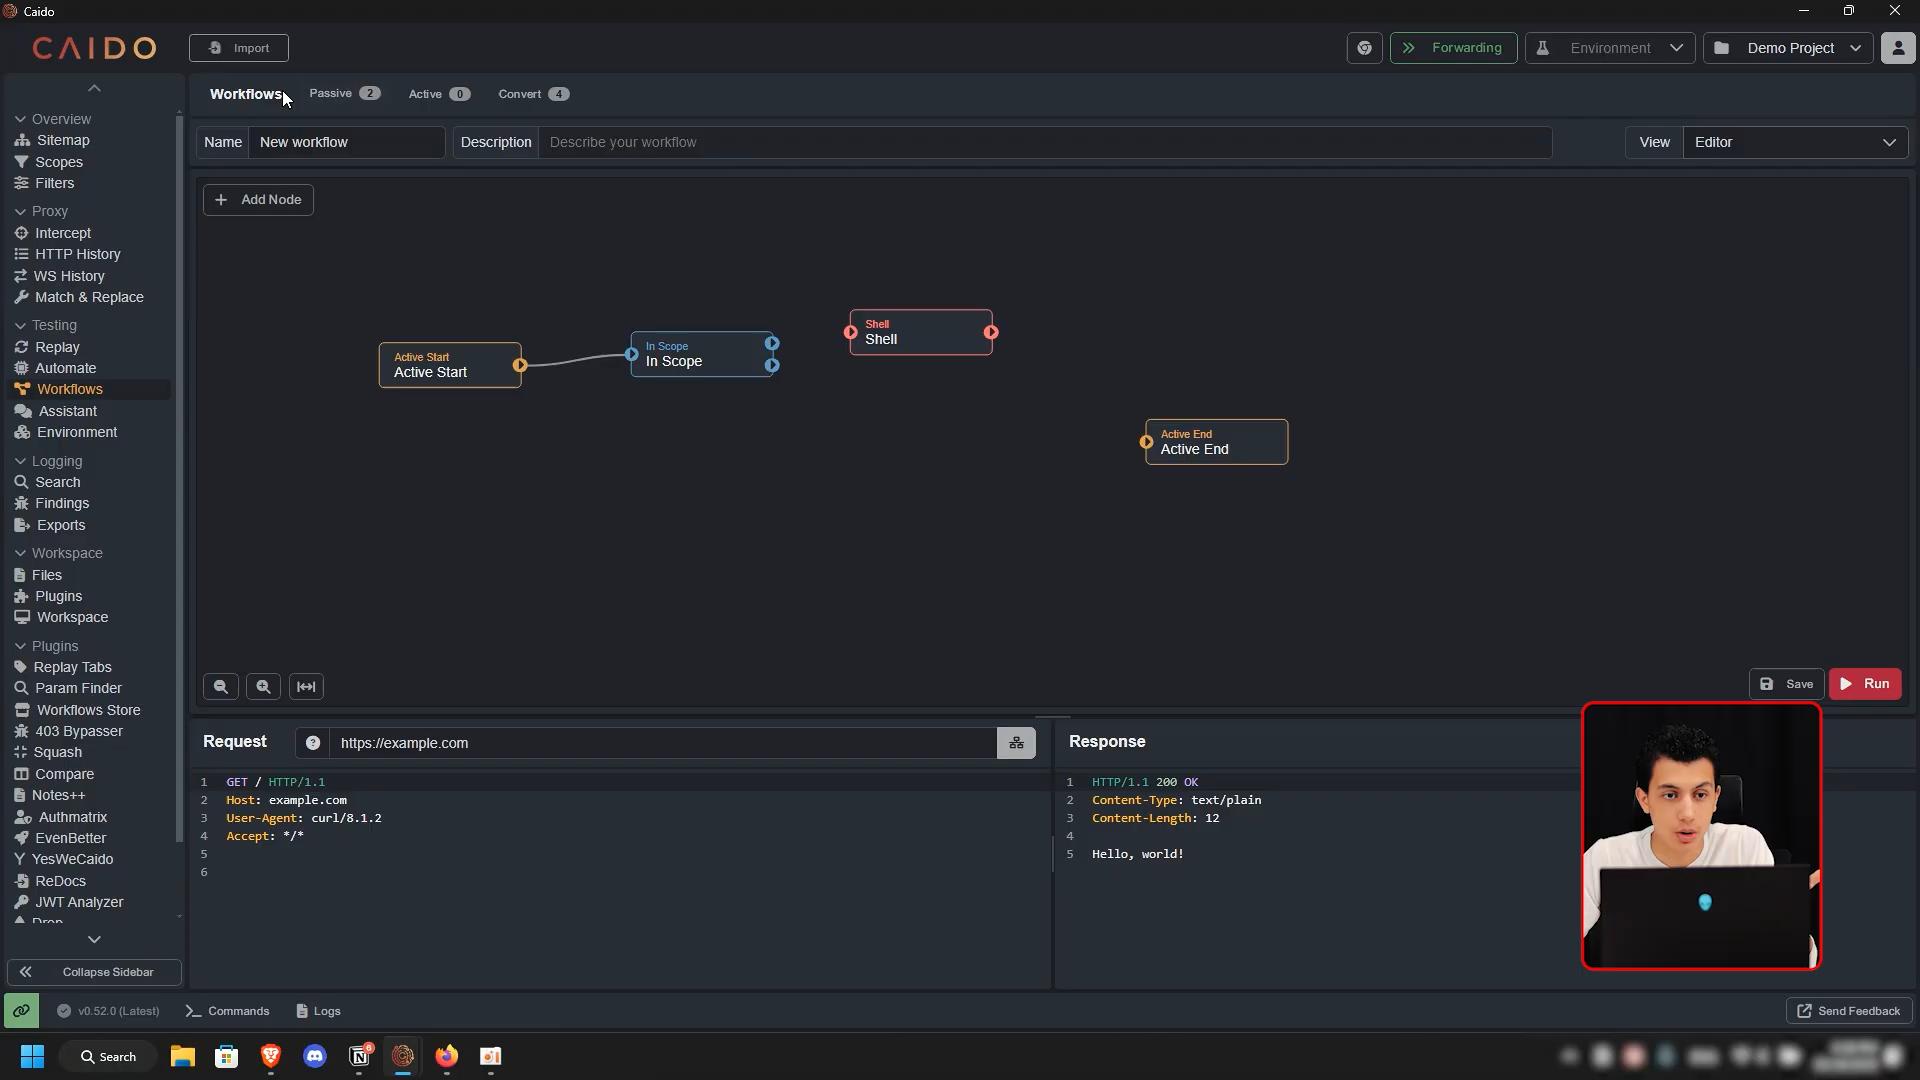 Caido
CAIDO
Import
Forwarding
Environment
Demo Project
Workflows
Passive 2
Active 0
Convert 4
Name
New workflow
Description
Describe your workflow
View
Editor
Overview
Sitemap
Scopes
Filters
Proxy
Intercept
HTTP History
WS History
Match & Replace
Testing
Replay
Automate
Workflows
Assistant
Environment
Logging
Search
Findings
Exports
Workspace
Files
Plugins
Workspace
Plugins
Replay Tabs
Param Finder
Workflows Store
403 Bypasser
Squash
Compare
Notes++
Authmatrix
EvenBetter
YesWeCaido
ReDocs
JWT Analyzer
Drop
Collapse Sidebar
+ Add Node
Active Start
Active Start
In Scope
In Scope
Shell
Shell
Active End
Active End
Save
Run
Request
?
https://example.com
1 GET / HTTP/1.1
2 Host: example.com
3 User-Agent: curl/8.1.2
4 Accept: */*
5
6
Response
1 HTTP/1.1 200 OK
2 Content-Type: text/plain
3 Content-Length: 12
4
5 Hello, world!
v0.52.0 (Latest)
Commands
Logs
Send Feedback
Search
6